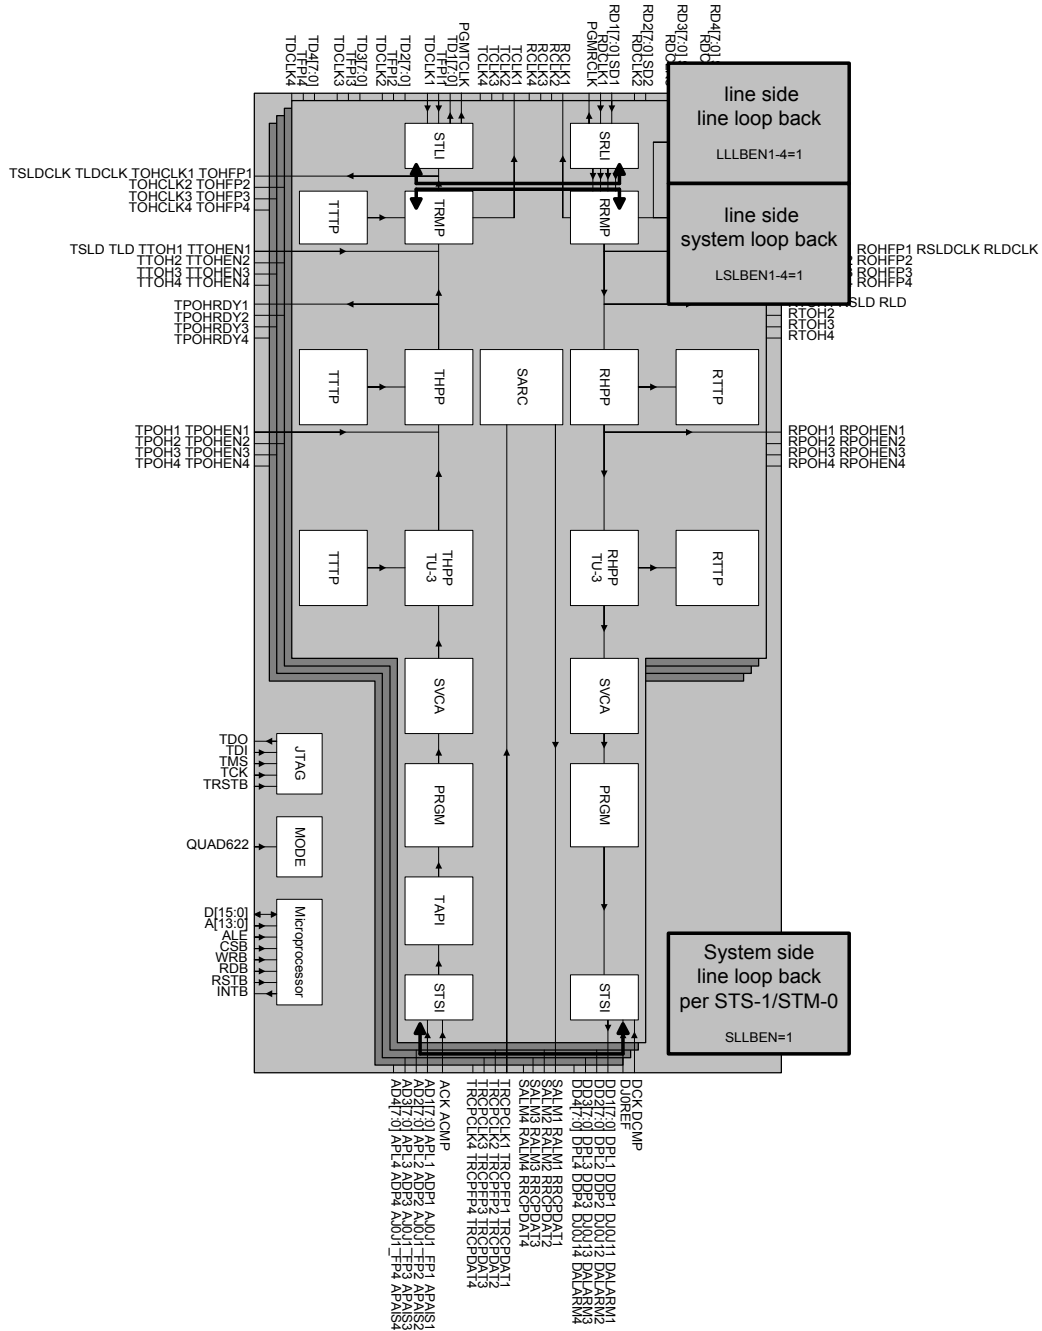 TDCLK4
TFPI4
TD4[7:0]
TDCLK3
TFPI3
TD3[7:0]
TDCLK2
TFPI2
TD2[7:0]
TDCLK1
TFPI1
TD1[7:0]
PGMTCLK
TCLK4
TCLK3
TCLK2
TCLK1
RCLK4
RCLK3
RCLK2
RCLK1
PGMRCLK
RDCLK1
RD1[7:0] SD1
RDCLK2
RD2[7:0] SD2
RD3[7:0]
RD4[7:0]
line side
line loop back
LLLBEN1-4=1
line side
system loop back
LSLBEN1-4=1
STLI
SRLI
TSLDCLK TLDCLK TOHCLK1 TOHFP1
TOHCLK2 TOHFP2
TOHCLK3 TOHFP3
TOHCLK4 TOHFP4
TTTP
TRMP
RRMP
TSLD TLD TTOH1 TTOHEN1
TTOH2 TTOHEN2
TTOH3 TTOHEN3
TTOH4 TTOHEN4
ROHFP1 RSLDCLK RLDCLK
ROHFP2
ROHFP3
ROHFP4
TPOHRDY1
TPOHRDY2
TPOHRDY3
TPOHRDY4
RLD
RTOH2
RTOH3
RTOH4
TTTP
THPP
SARC
RHPP
RTTP
TPOH1 TPOHEN1
TPOH2 TPOHEN2
TPOH3 TPOHEN3
TPOH4 TPOHEN4
RPOH1 RPOHEN1
RPOH2 RPOHEN2
RPOH3 RPOHEN3
RPOH4 RPOHEN4
TTTP
THPP
TU-3
RHPP
TU-3
RTTP
SVCA
SVCA
TDO
TDI
TMS
TCK
TRSTB
JTAG
PRGM
PRGM
QUAD622
MODE
TAPI
D[15:0]
A[13:0]
ALE
CSB
WRB
RDB
RSTB
INTB
Microprocessor
STSI
STSI
System side
line loop back
per STS-1/STM-0
SLLBEN=1
AD4[7:0] APL4 ADP4 AJ0J1_FP4 APAIS4
AD3[7:0] APL3 ADP3 AJ0J1_FP3 APAIS3
AD2[7:0] APL2 ADP2 AJ0J1_FP2 APAIS2
AD1[7:0] APL1 ADP1 AJ0J1_FP1 APAIS1
ACK ACMP
TRCPCLK4 TRCPFP4 TRCPDAT4
TRCPCLK3 TRCPFP3 TRCPDAT3
TRCPCLK2 TRCPFP2 TRCPDAT2
TRCPCLK1 TRCPFP1 TRCPDAT1
SALM4 RALM4 RRCPDAT4
SALM3 RALM3 RRCPDAT3
SALM2 RALM2 RRCPDAT2
SALM1 RALM1 RRCPDAT1
DD4[7:0] DPL4 DDP4 DJ0J14 DALARM4
DD3[7:0] DPL3 DDP3 DJ0J13 DALARM3
DD2[7:0] DPL2 DDP2 DJ0J12 DALARM2
DD1[7:0] DPL1 DDP1 DJ0J11 DALARM1
DJ0REF
DCK DCMP